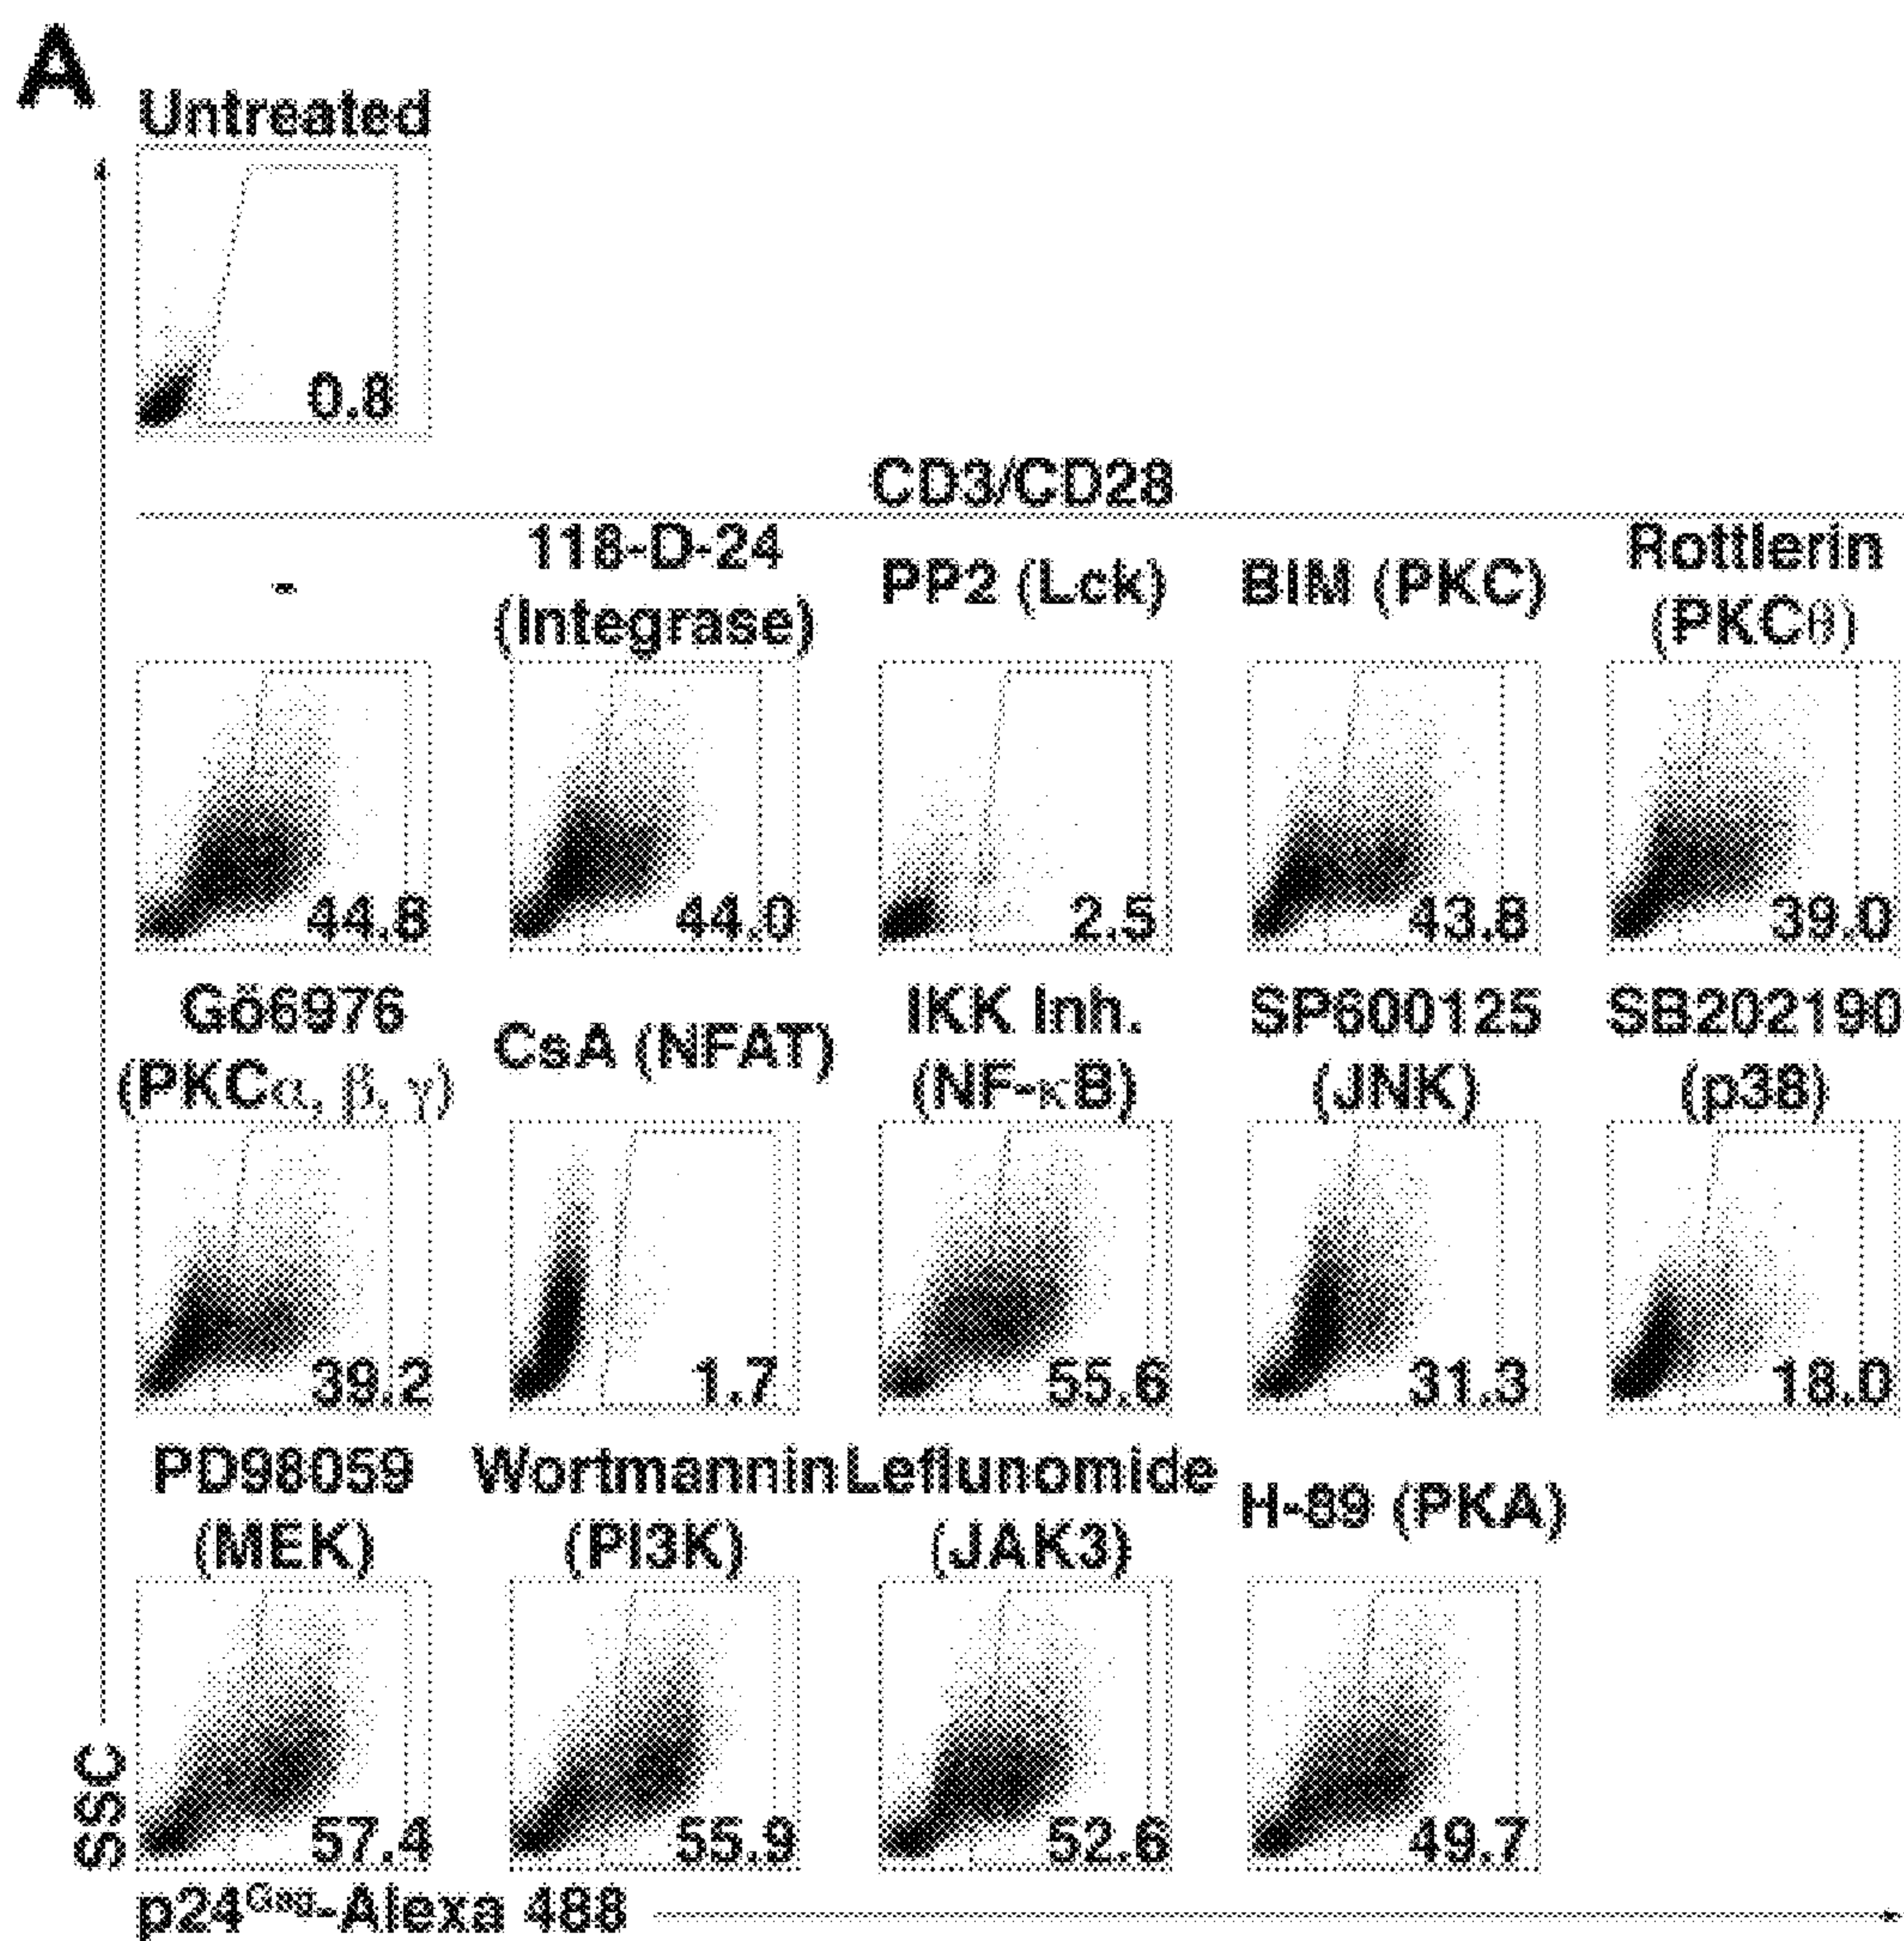 A
Untreated
0.8
CD3/CD28
-
118-D-24
(Integrase)
PP2 (Lck)
BIM (PKC)
Rottlerin
(PKCθ)
44.8
44.0
2.5
43.8
39.0
Gö6976
(PKCα, β, γ)
CsA (NFAT)
IKK Inh.
(NF-κB)
SP600125
(JNK)
SB202190
(p38)
39.2
1.7
55.6
31.3
18.0
PD98059
(MEK)
Wortmannin
(PI3K)
Leflunomide
(JAK3)
H-89 (PKA)
57.4
55.9
52.6
49.7
SSC
p24Gag-Alexa 488